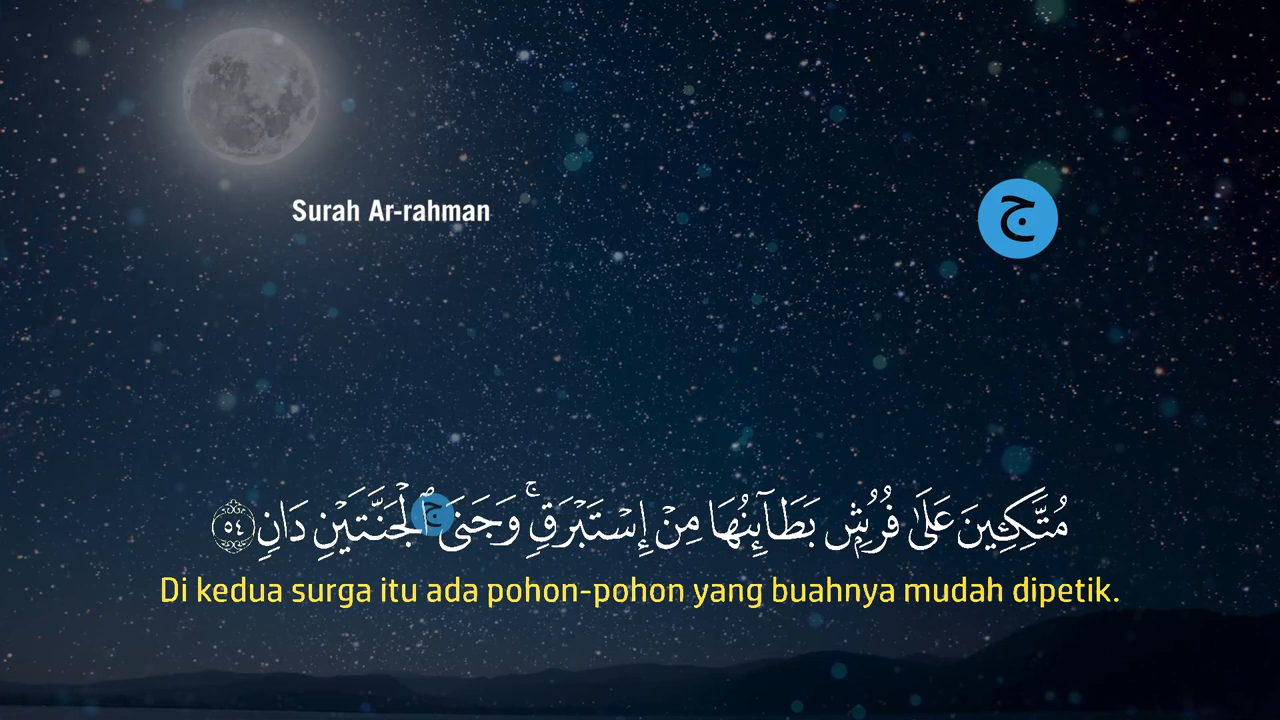 Surah Ar-rahman
ج
مُتَّكِـِٔينَ عَلَىٰ فُرُشٍۭ بَطَآئِنُهَا مِنْ إِسْتَبْرَقٍۢ ۚ وَجَنَى ٱلْجَنَّتَيْنِ دَانٍ ٥٤
ج
Di kedua surga itu ada pohon-pohon yang buahnya mudah dipetik.